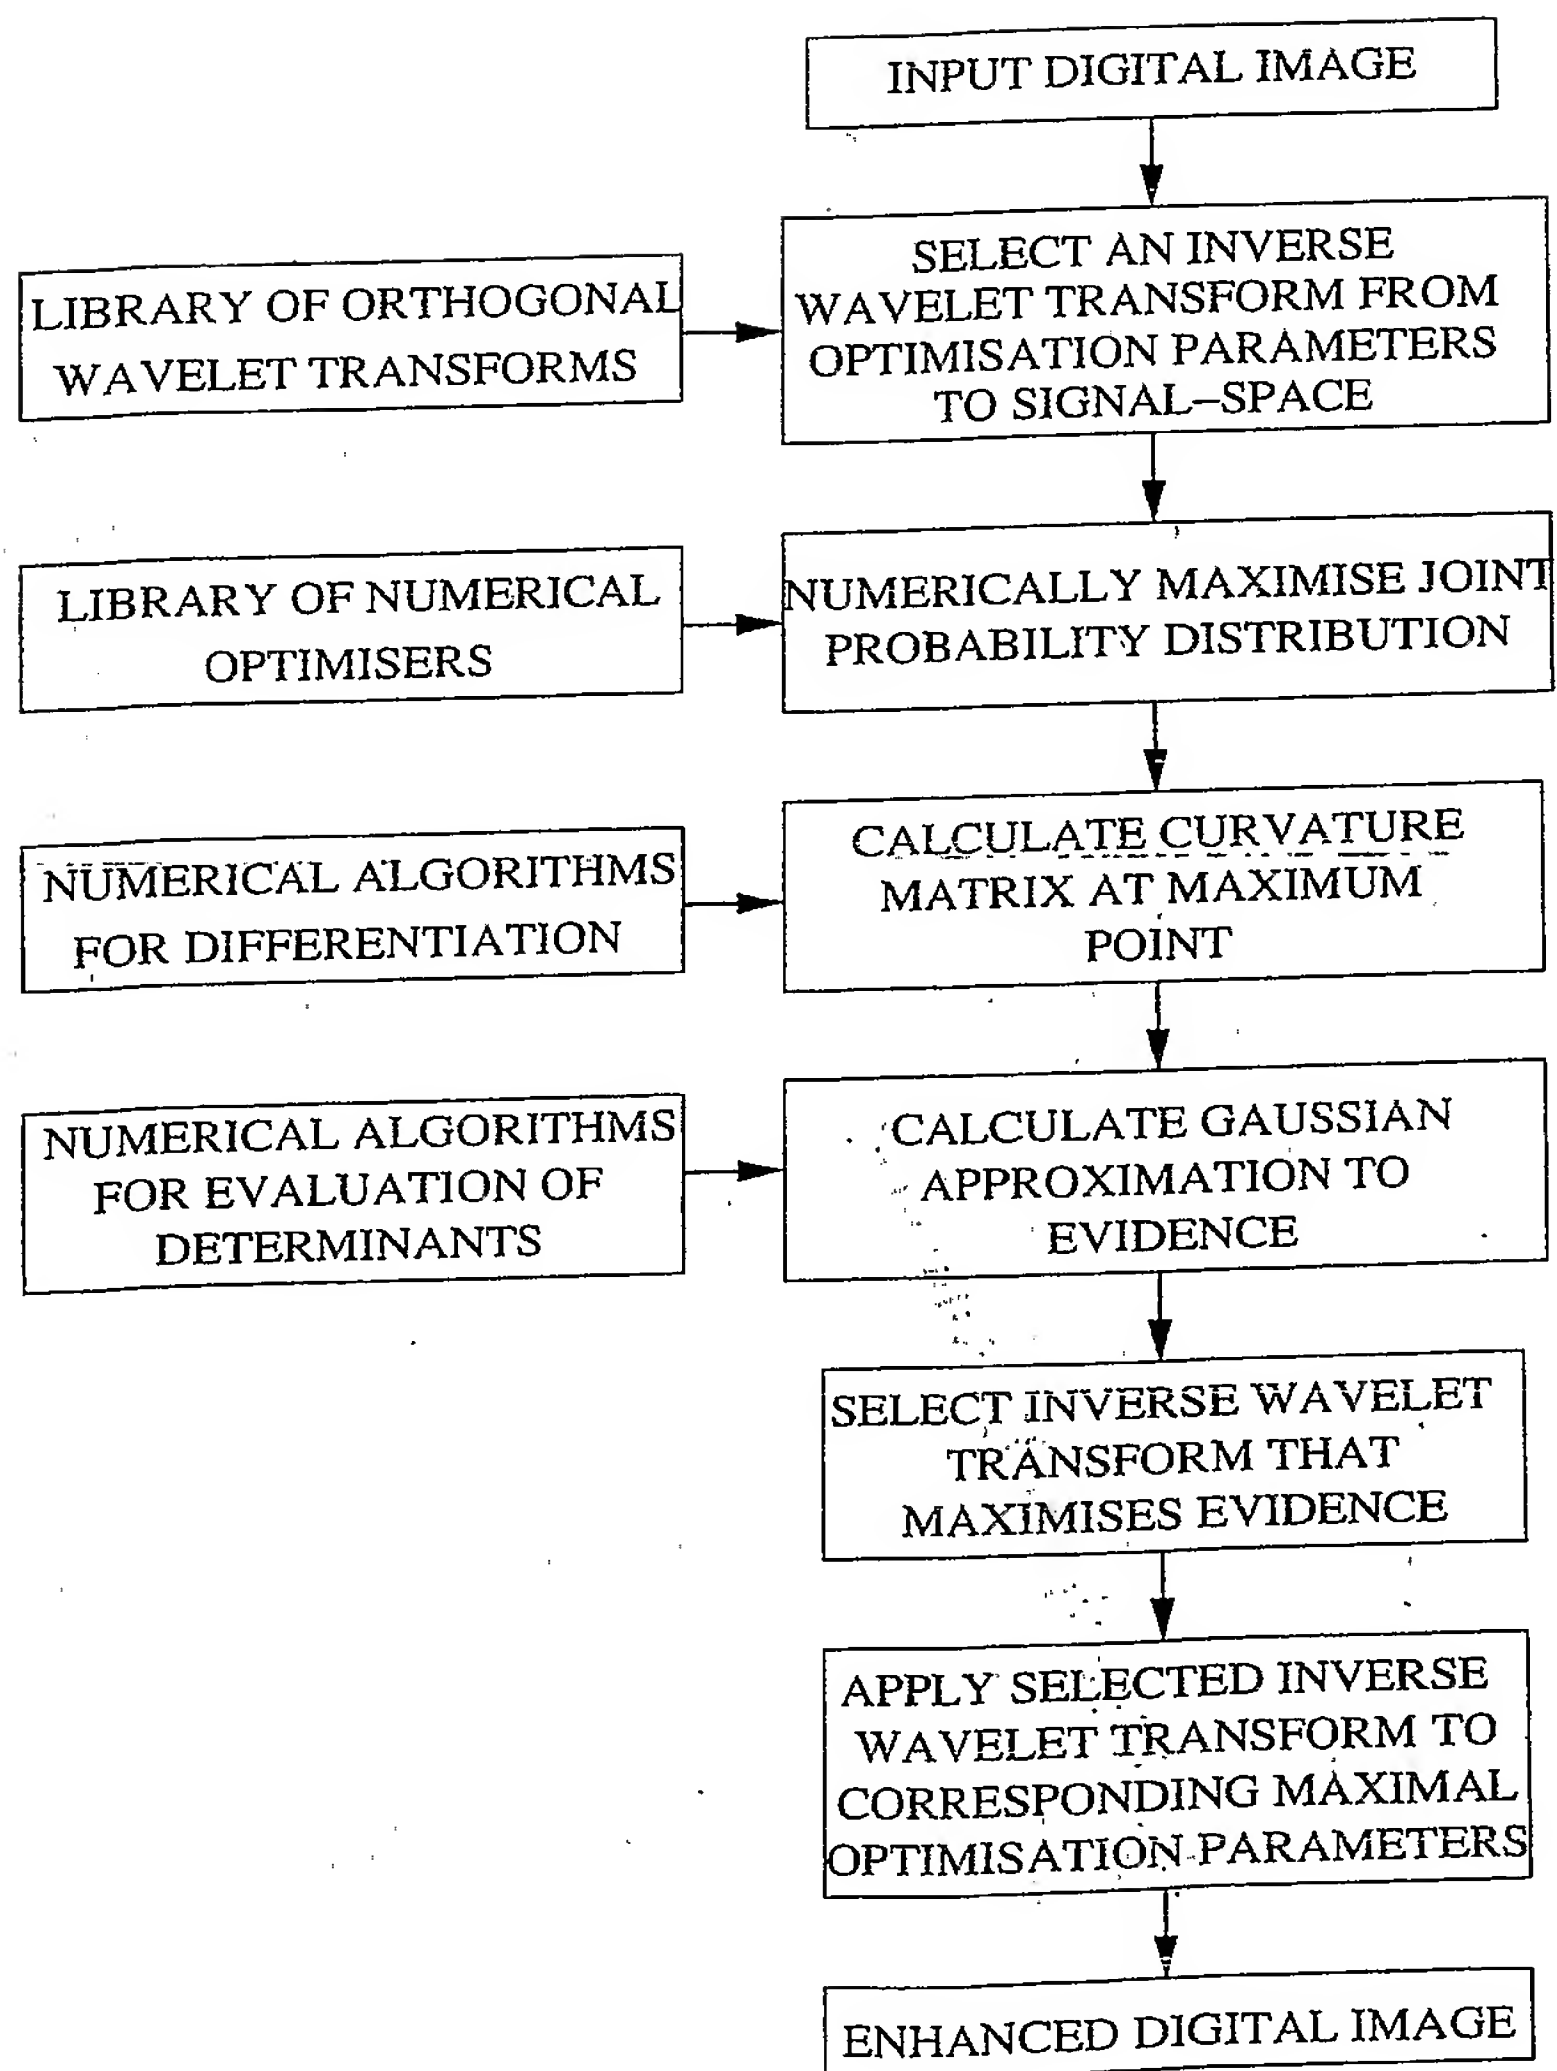 INPUT DIGITAL IMAGE
LIBRARY OF ORTHOGONAL
WAVELET TRANSFORMS
SELECT AN INVERSE
WAVELET TRANSFORM FROM
OPTIMISATION PARAMETERS
TO SIGNAL–SPACE
LIBRARY OF NUMERICAL
OPTIMISERS
NUMERICALLY MAXIMISE JOINT
PROBABILITY DISTRIBUTION
NUMERICAL ALGORITHMS
FOR DIFFERENTIATION
CALCULATE CURVATURE
MATRIX AT MAXIMUM
POINT
NUMERICAL ALGORITHMS
FOR EVALUATION OF
DETERMINANTS
CALCULATE GAUSSIAN
APPROXIMATION TO
EVIDENCE
SELECT INVERSE WAVELET
TRANSFORM THAT
MAXIMISES EVIDENCE
APPLY SELECTED INVERSE
WAVELET TRANSFORM TO
CORRESPONDING MAXIMAL
OPTIMISATION PARAMETERS
ENHANCED DIGITAL IMAGE